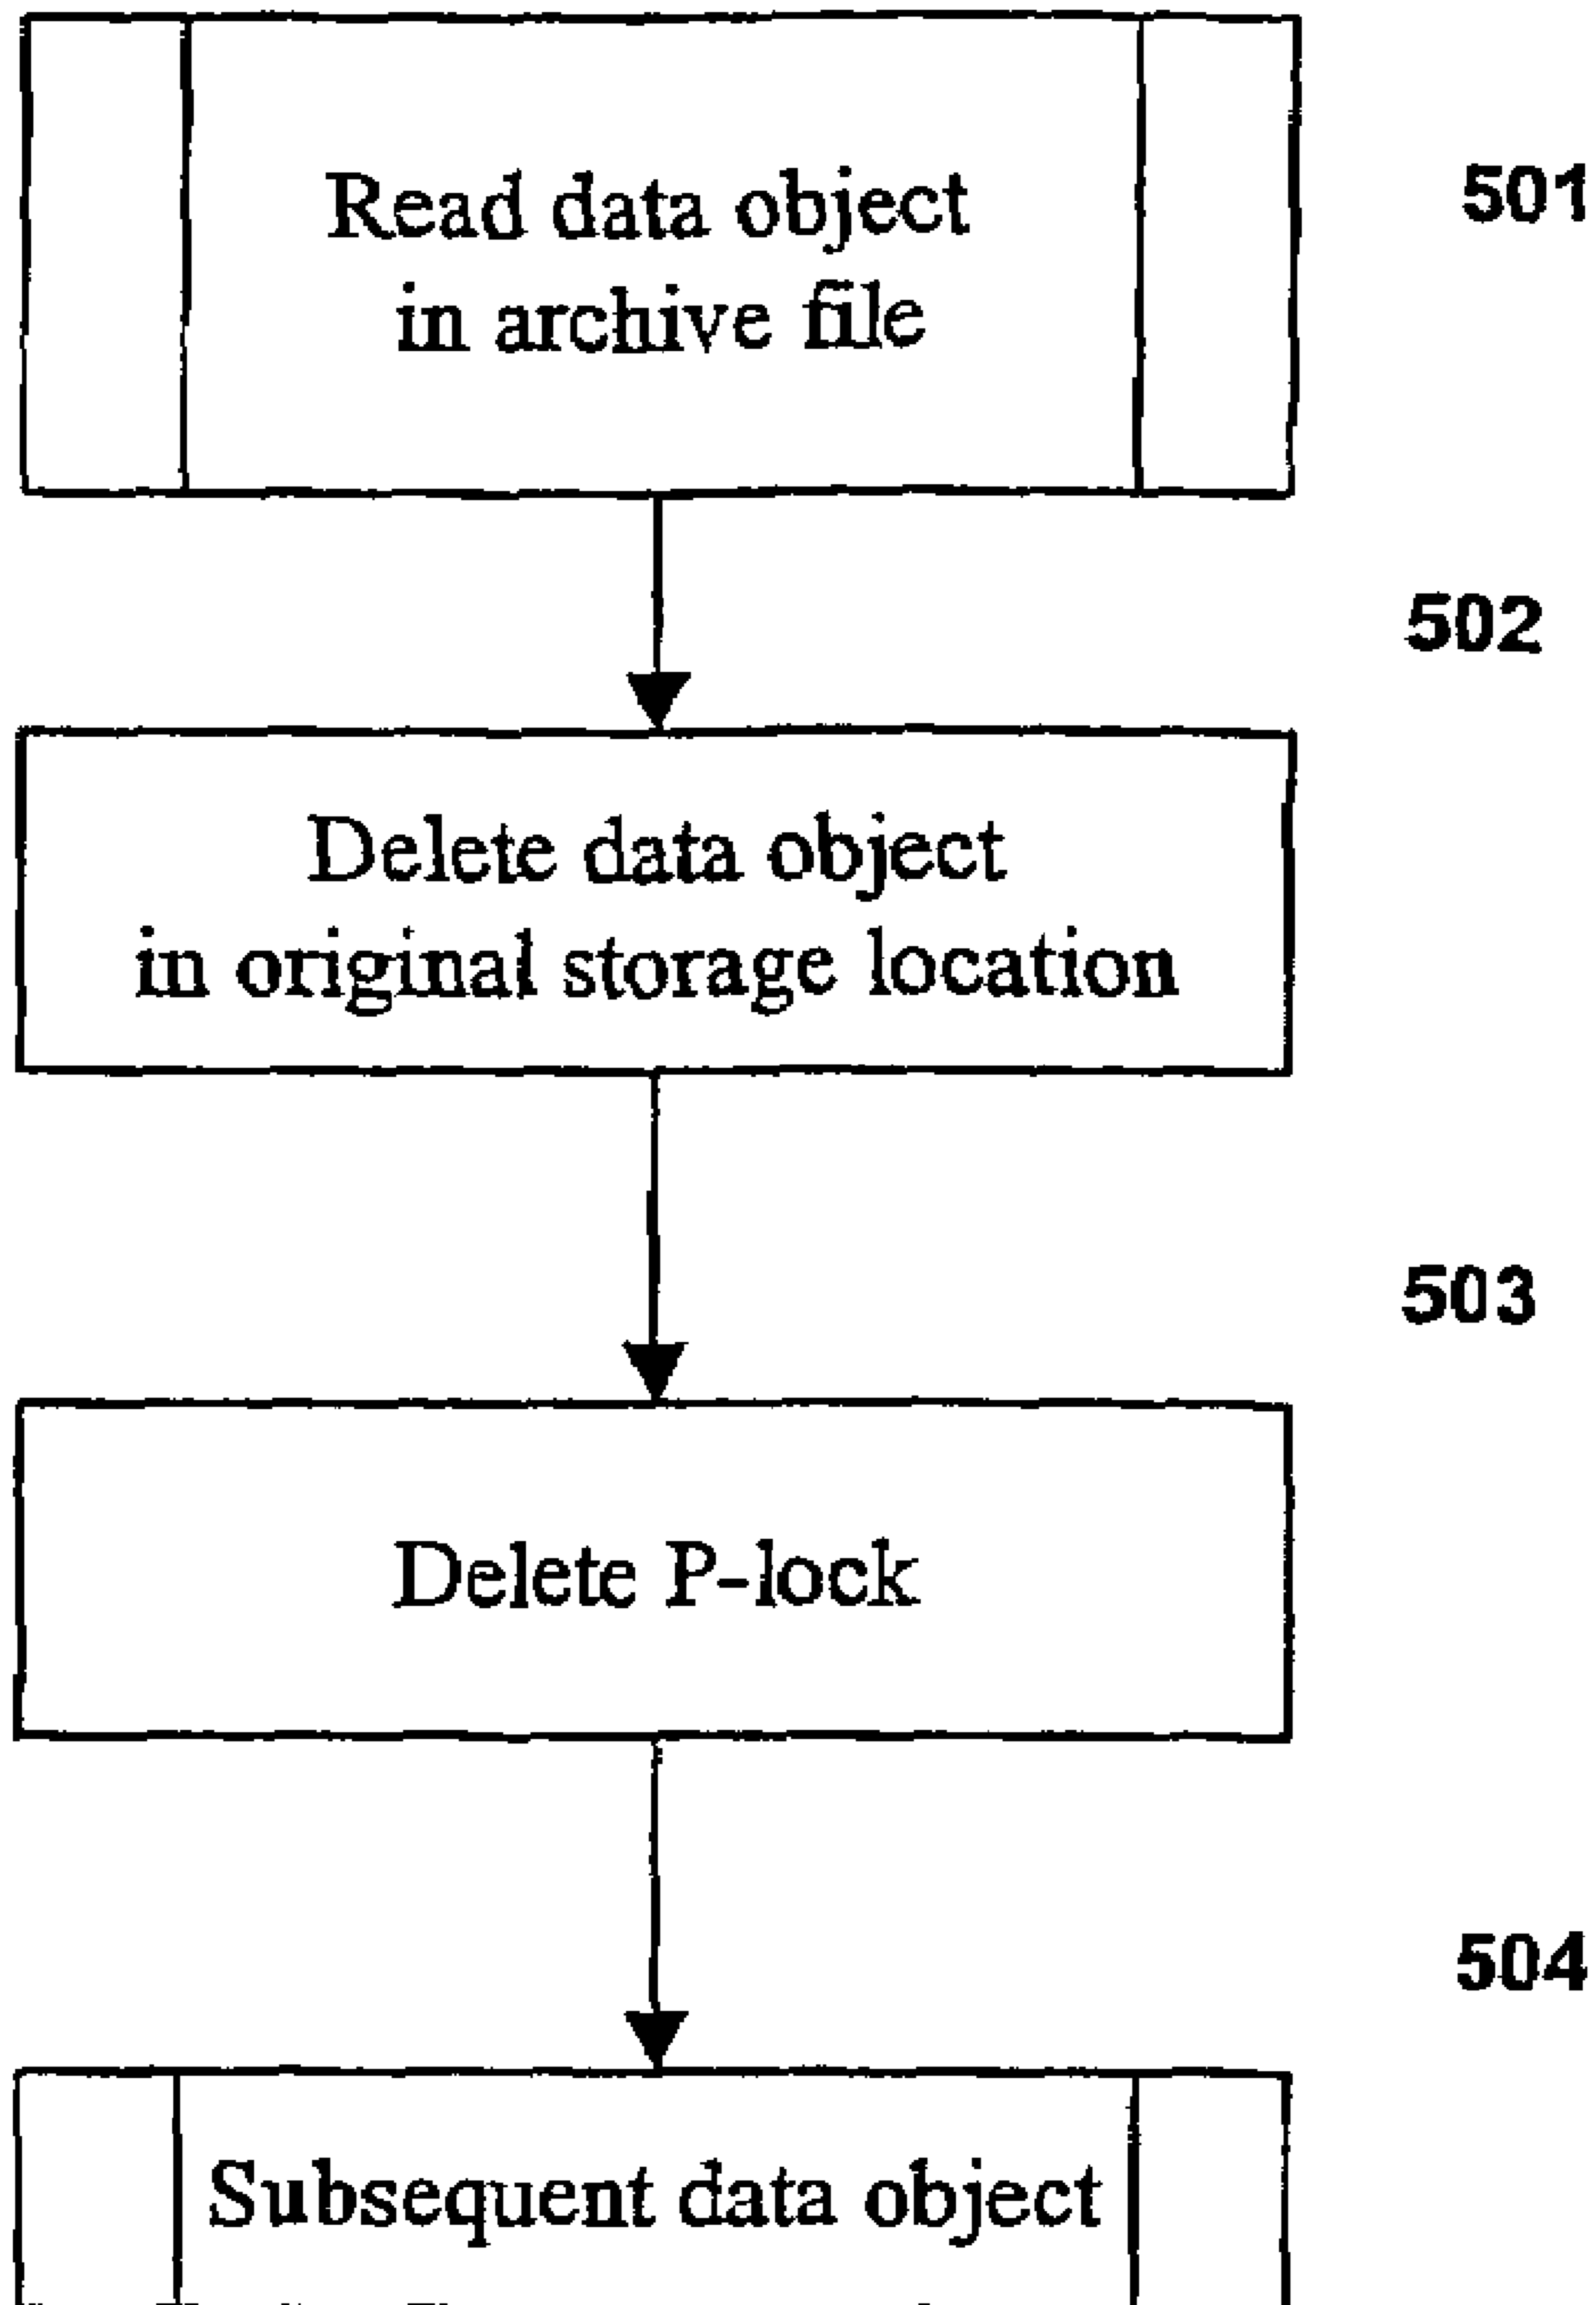 Read data object
in archive file
501
502
Delete data object
in original storage location
503
Delete P-lock
504
Subsequent data object